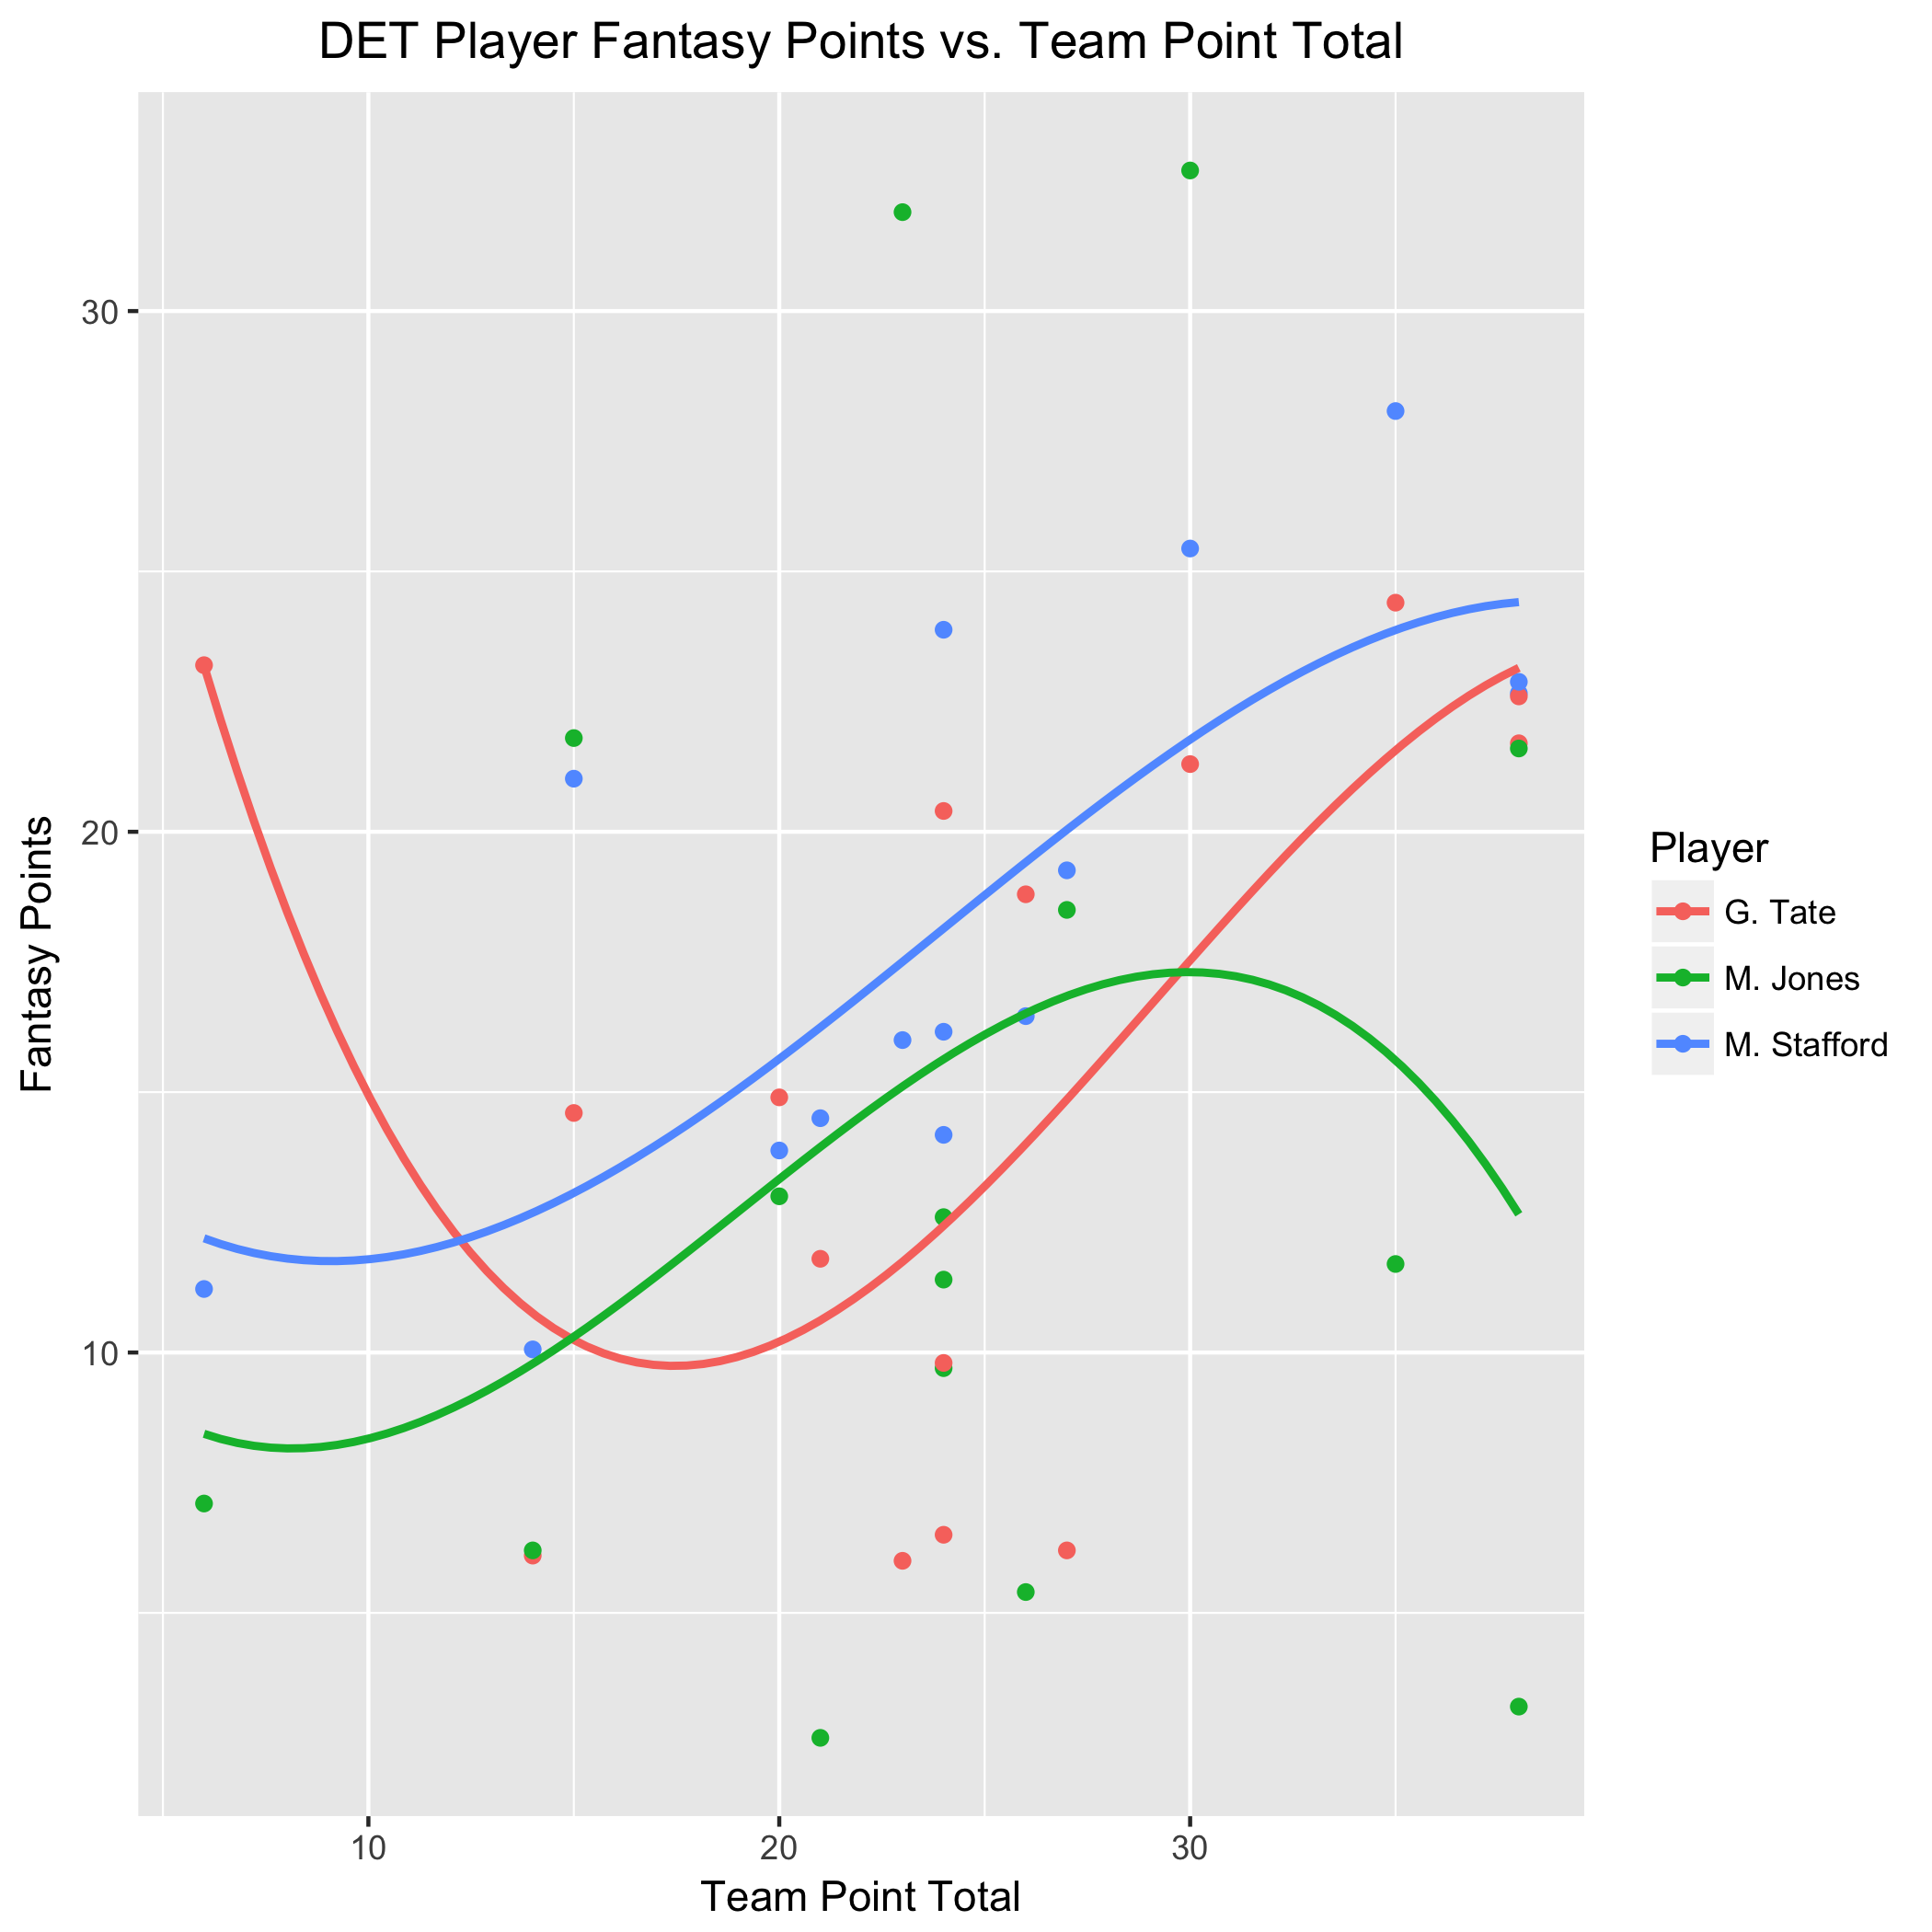 DET Player Fantasy Points vs. Team Point Total
30
20
10
Fantasy Points
10
20
30
Team Point Total
Player
G. Tate
M. Jones
M. Stafford